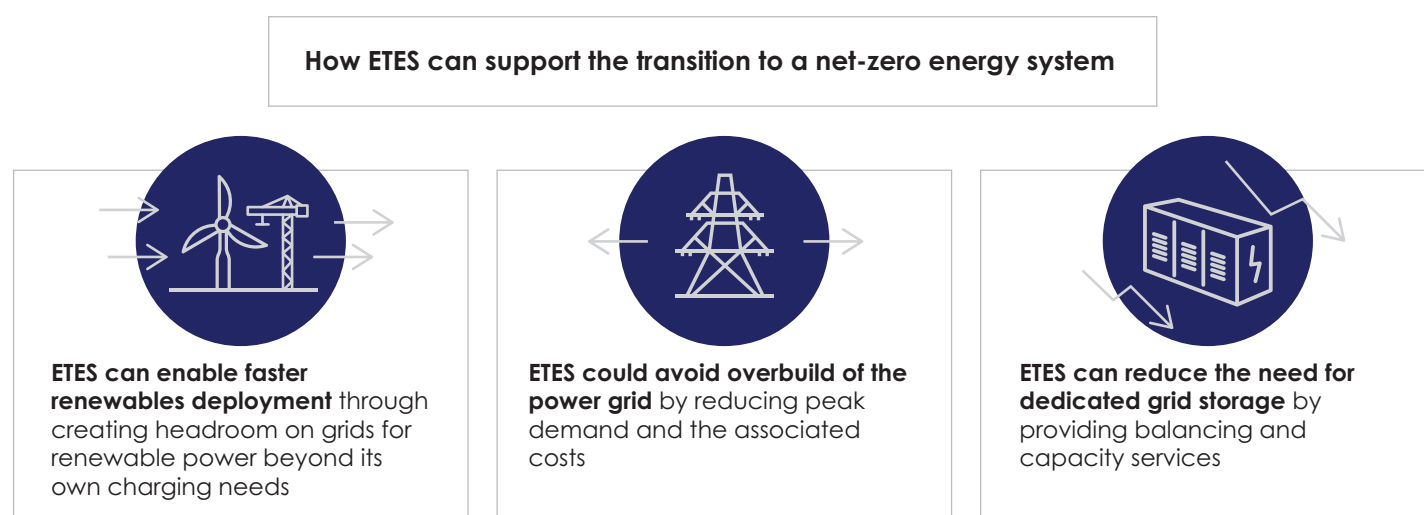 How ETES can support the transition to a net-zero energy system
ETES can enable faster
renewables deployment through
creating headroom on grids for
renewable power beyond its
own charging needs
ETES could avoid overbuild of the
power grid by reducing peak
demand and the associated
costs
ETES can reduce the need for
dedicated grid storage by
providing balancing and
capacity services